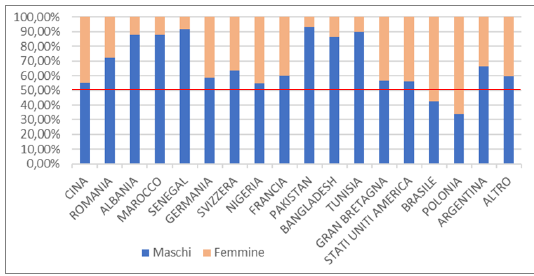 100,00%
90,00%
80,00%
70,00%
60,00%
50,00%
40,00%
30,00%
20,00%
10,00%
0,00%
CINA
ROMANIA
ALBANIA
MAROCCO
SENEGAL
GERMANIA
SVIZZERA
NIGERIA
FRANCIA
PAKISTAN
BANGLADESH
TUNISIA
GRAN BRETAGNA
STATI UNITI AMERICA
BRASILE
POLONIA
ARGENTINA
ALTRO
Maschi Femmine